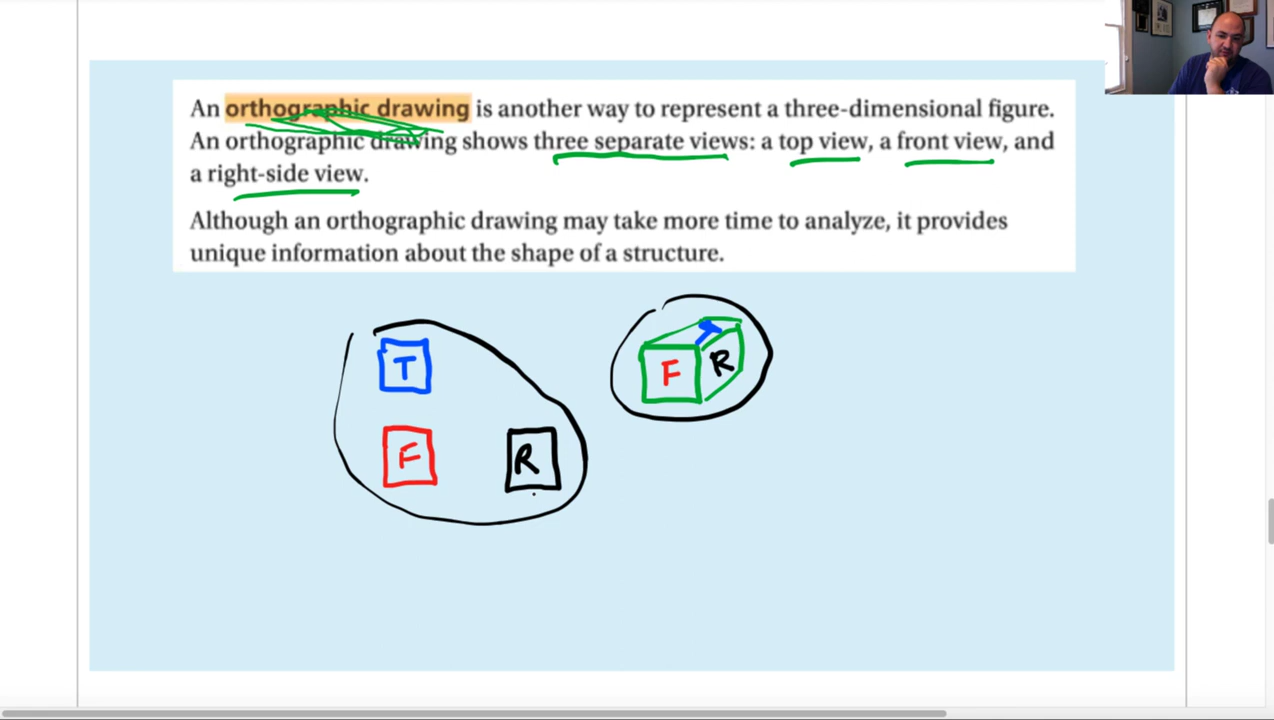 An orthographic drawing is another way to represent a three-dimensional figure.
An orthographic drawing shows three separate views: a top view, a front view, and
a right-side view.
Although an orthographic drawing may take more time to analyze, it provides
unique information about the shape of a structure.
T
T
F
R
F
R